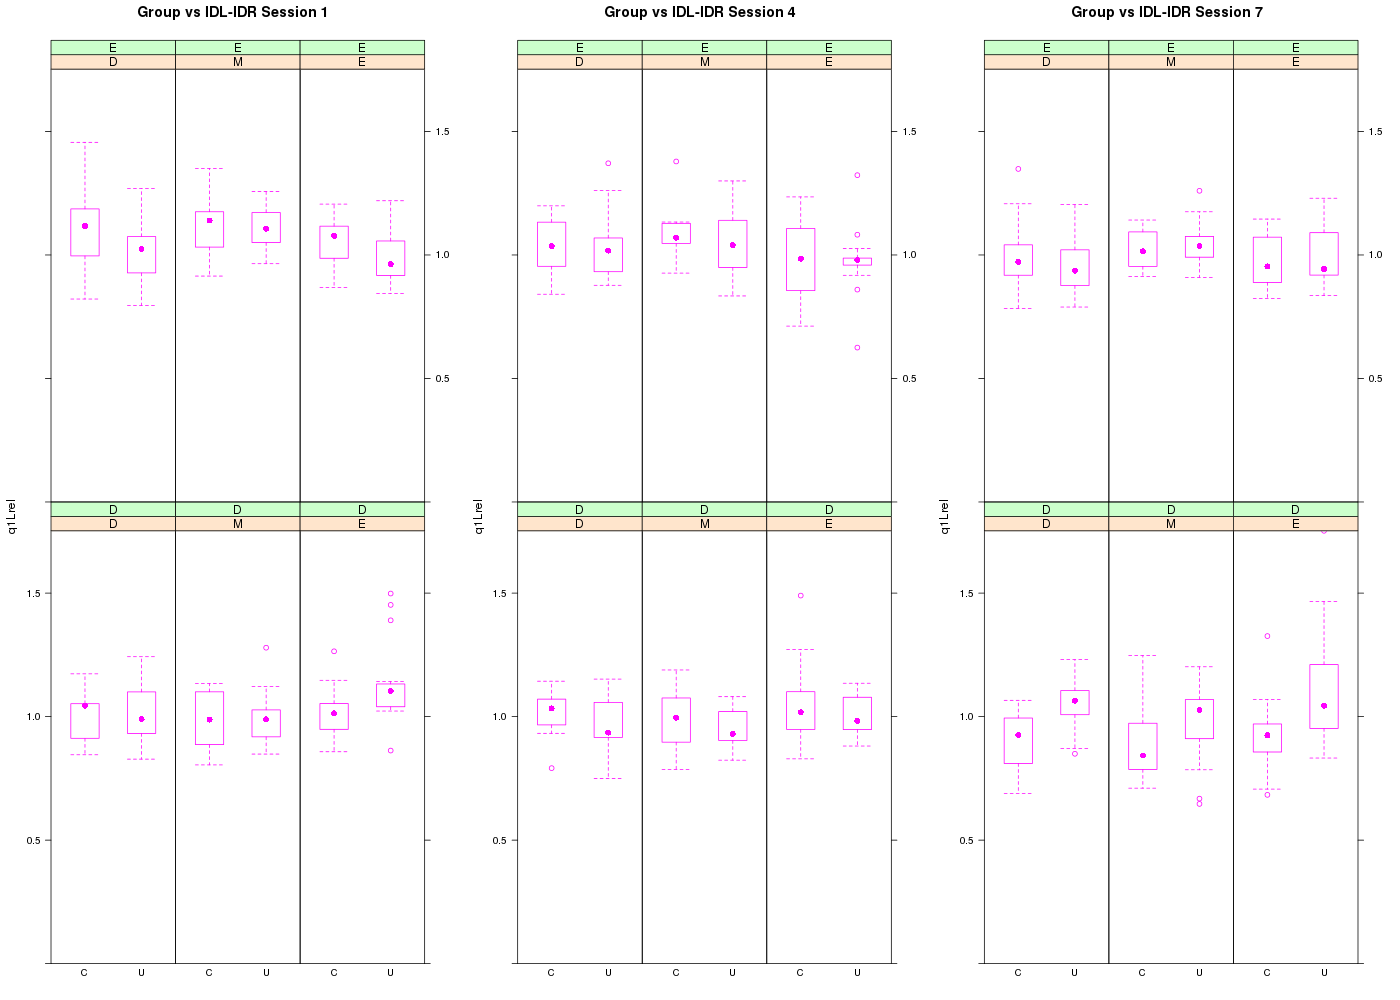 Group vs IDL-IDR Session 1 Group vs IDL-IDR Session 4 Group vs IDL-IDR Session 7
E E E E E E E E E
D M E D M E D M E
1.5 1.5 1.5
1.0 1.0 1.0
0.5 0.5 0.5
q1Lrel q1Lrel q1Lrel
D D D D D D D D D
D M E D M E D M E
1.5 1.5 1.5
1.0 1.0 1.0
0.5 0.5 0.5
C U C U C U C U C U C U C U C U C U